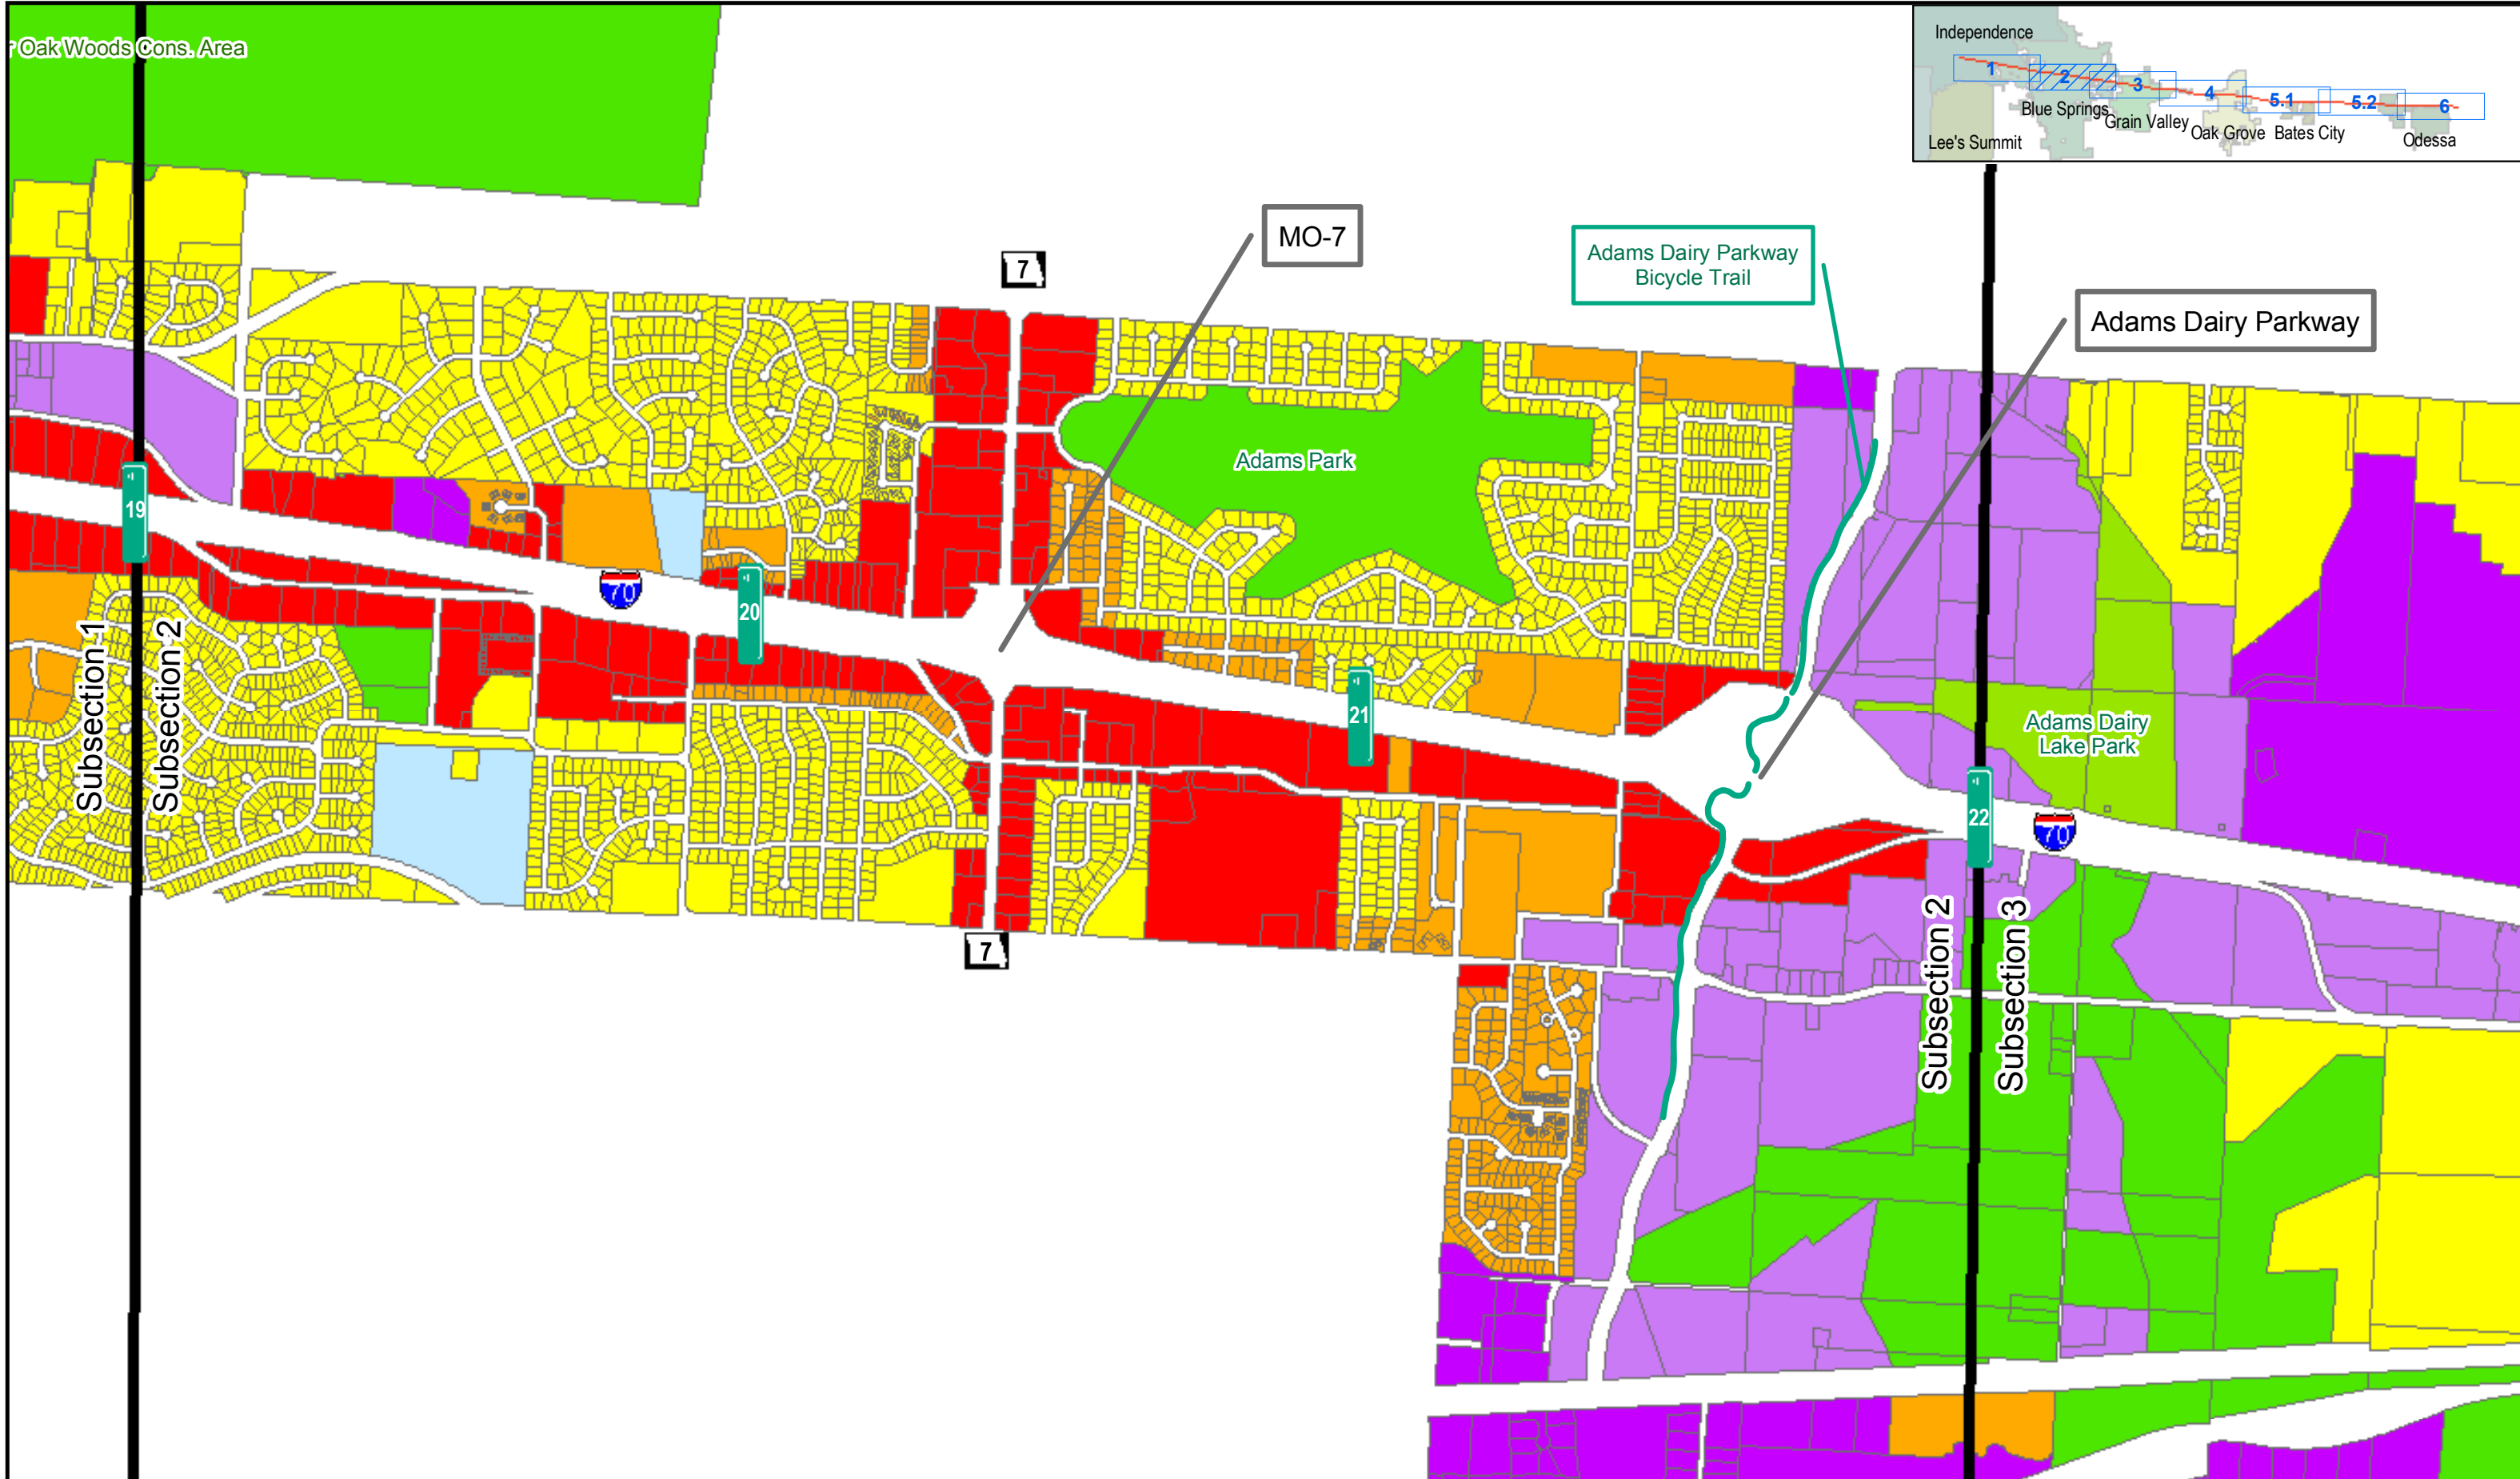 r Oak Woods Cons. Area
Independence
1
2
3
4
5.1
5.2
6
Blue Springs
Grain Valley
Oak Grove
Bates City
Lee's Summit
Odessa
MO-7
7
Adams Dairy Parkway
Bicycle Trail
Adams Dairy Parkway
Adams Park
19
70
20
21
22
70
Adams Dairy
Lake Park
Subsection 1
Subsection 2
7
Subsection 2
Subsection 3